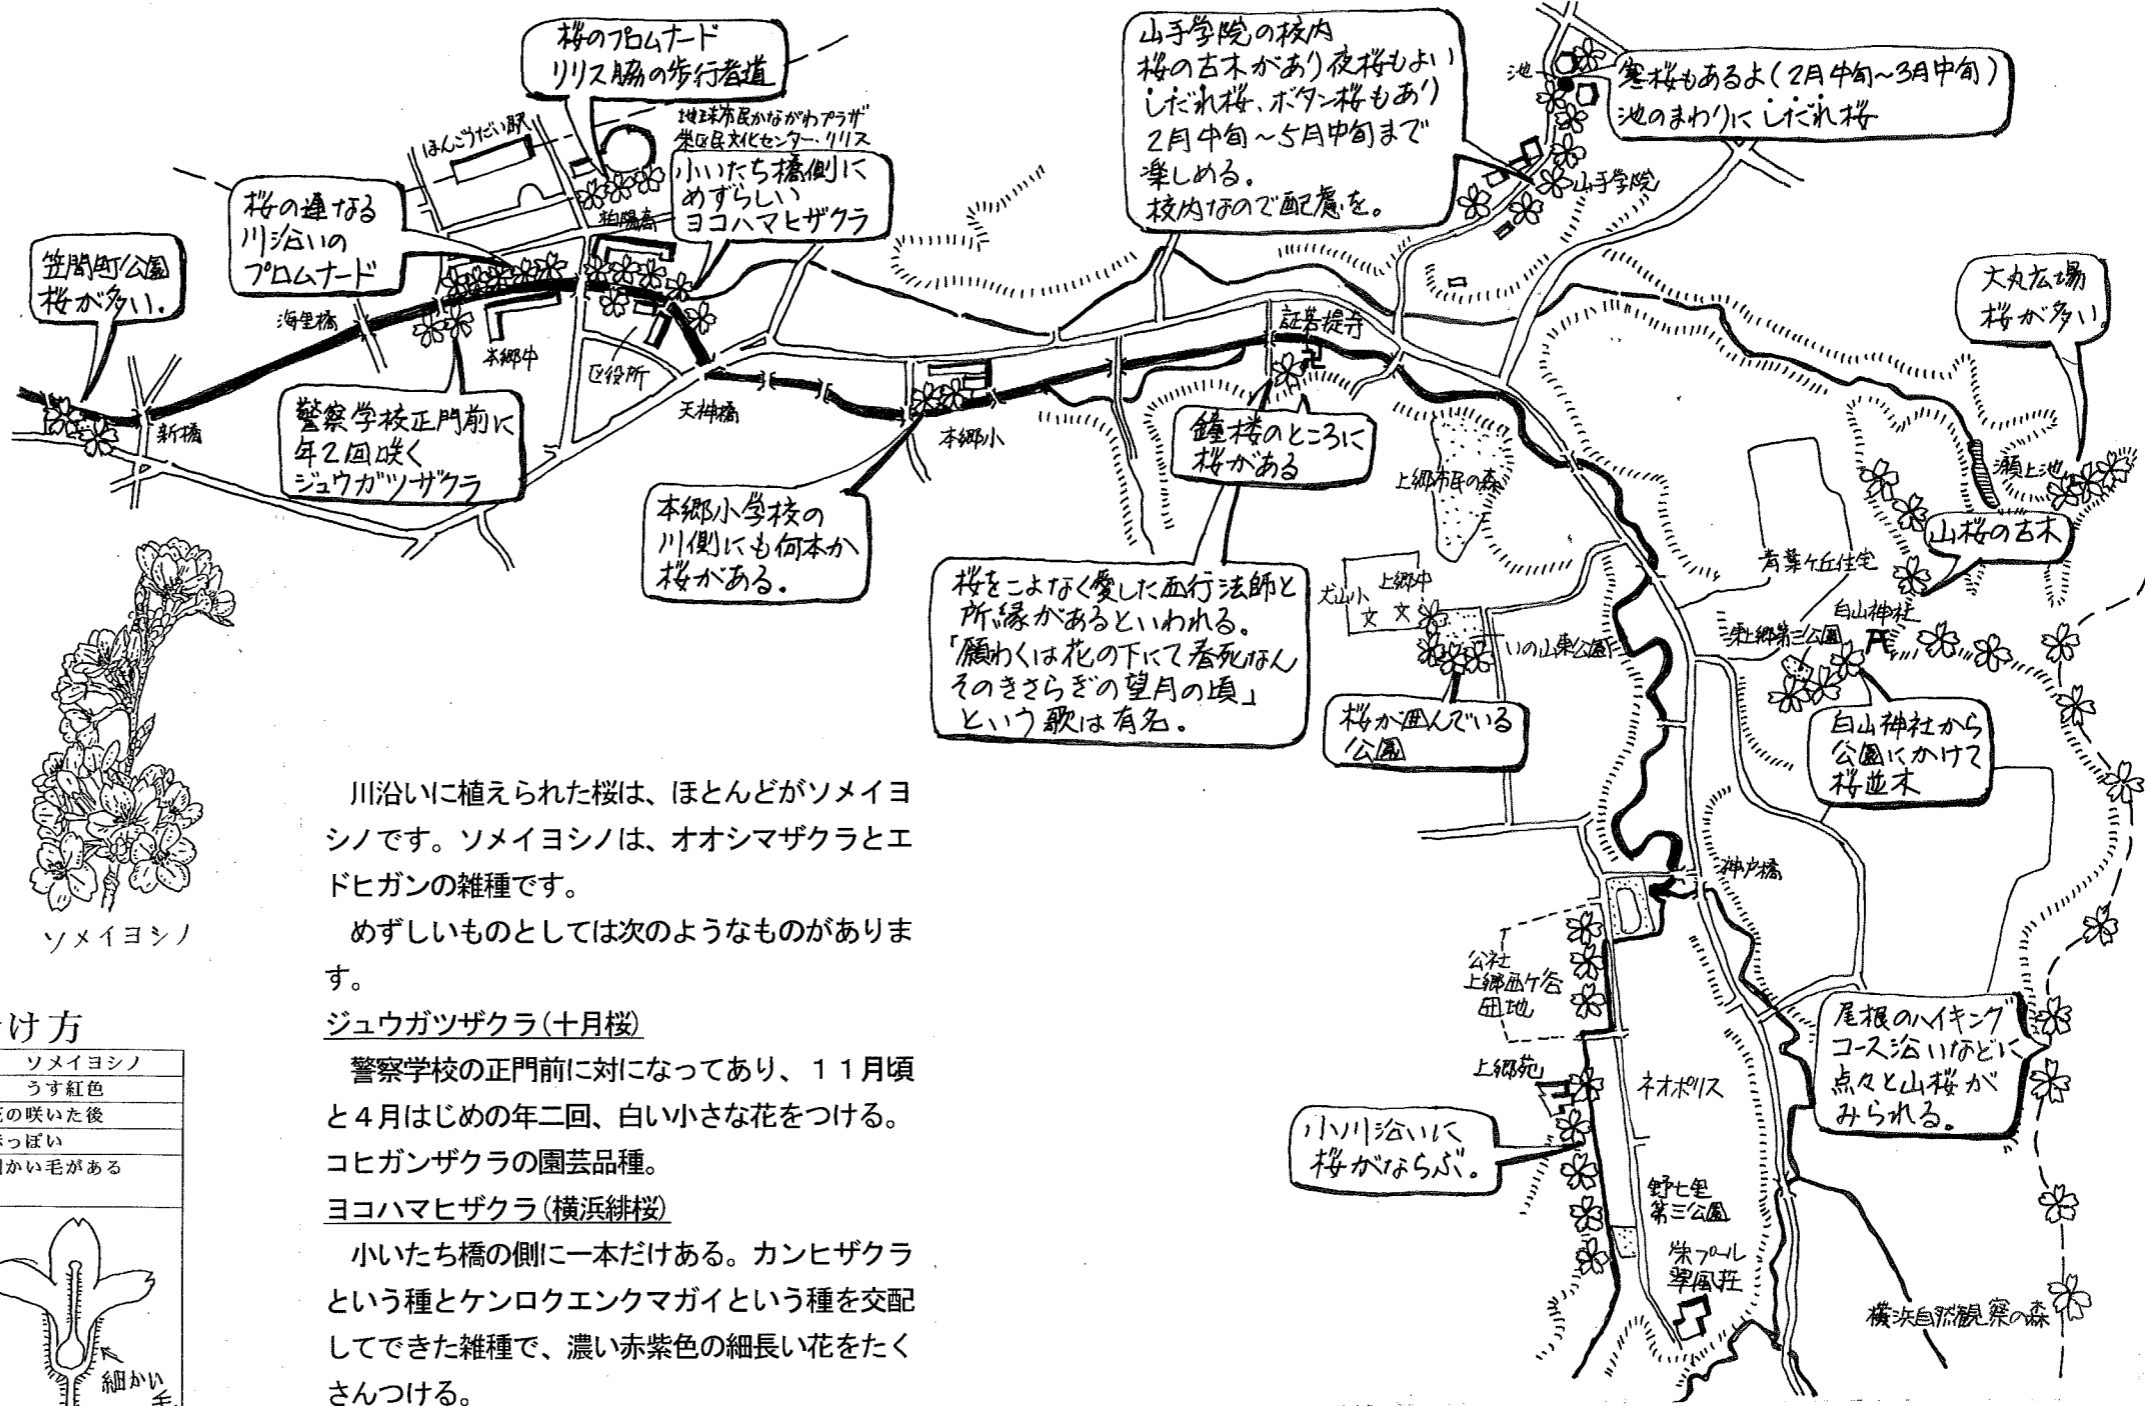 桜のプロムナード
リリス脇の歩行者道
地球市民かながわプラザ
栄区民文化センター・リリス
ほんごうだい駅
小いたち橋側に
めずらしい
ヨコハマヒザクラ
桜の連なる
川沿いの
プロムナード
柏陽高
笠間町公園
桜が多い.
海里橋
本郷中
区役所
新橋
天神橋
警察学校正門前に
年2回咲く
ジュウガツザクラ
本郷小
本郷小学校の
川側にも何本か
桜がある。
山手学院の校内
桜の古木があり夜桜もよい
しだれ桜、ボタン桜もあり
2月中旬～5月中旬まで
楽しめる。
校内なので配慮を。
池
寒桜もあるよ(2月中旬～3月中旬)
池のまわりにしだれ桜
山手学院
証菩提寺
鐘楼のところに
桜がある
桜をこよなく愛した西行法師と
所縁があるといわれる。
「願わくは花の下にて春死なん
そのきさらぎの望月の頃」
という歌は有名。
大丸広場
桜が多い
瀬上池
山桜の古木
上郷市民の森
青葉ケ丘住宅
白山神社
上郷第三公園
犬山小
上郷中
文 文
いの山東公園
桜が囲んでいる
公園
白山神社から
公園にかけて
桜並木
神戸橋
公社
上郷西ケ谷
団地
上郷苑
ネオポリス
尾根のハイキング
コース沿いなどに
点々と山桜が
みられる。
小川沿いに
桜がならぶ。
野七里
第三公園
栄プール
翠風荘
横浜自然観察の森
ソメイヨシノ
け方
ソメイヨシノ
うす紅色
の咲いた後
っぽい
かい毛がある
細かい
毛
川沿いに植えられた桜は、ほとんどがソメイヨ
シノです。ソメイヨシノは、オオシマザクラとエ
ドヒガンの雑種です。
めずしいものとしては次のようなものがありま
す。
ジュウガツザクラ(十月桜)
警察学校の正門前に対になってあり、１１月頃
と４月はじめの年二回、白い小さな花をつける。
コヒガンザクラの園芸品種。
ヨコハマヒザクラ(横浜緋桜)
小いたち橋の側に一本だけある。カンヒザクラ
という種とケンロクエンクマガイという種を交配
してできた雑種で、濃い赤紫色の細長い花をたく
さんつける。